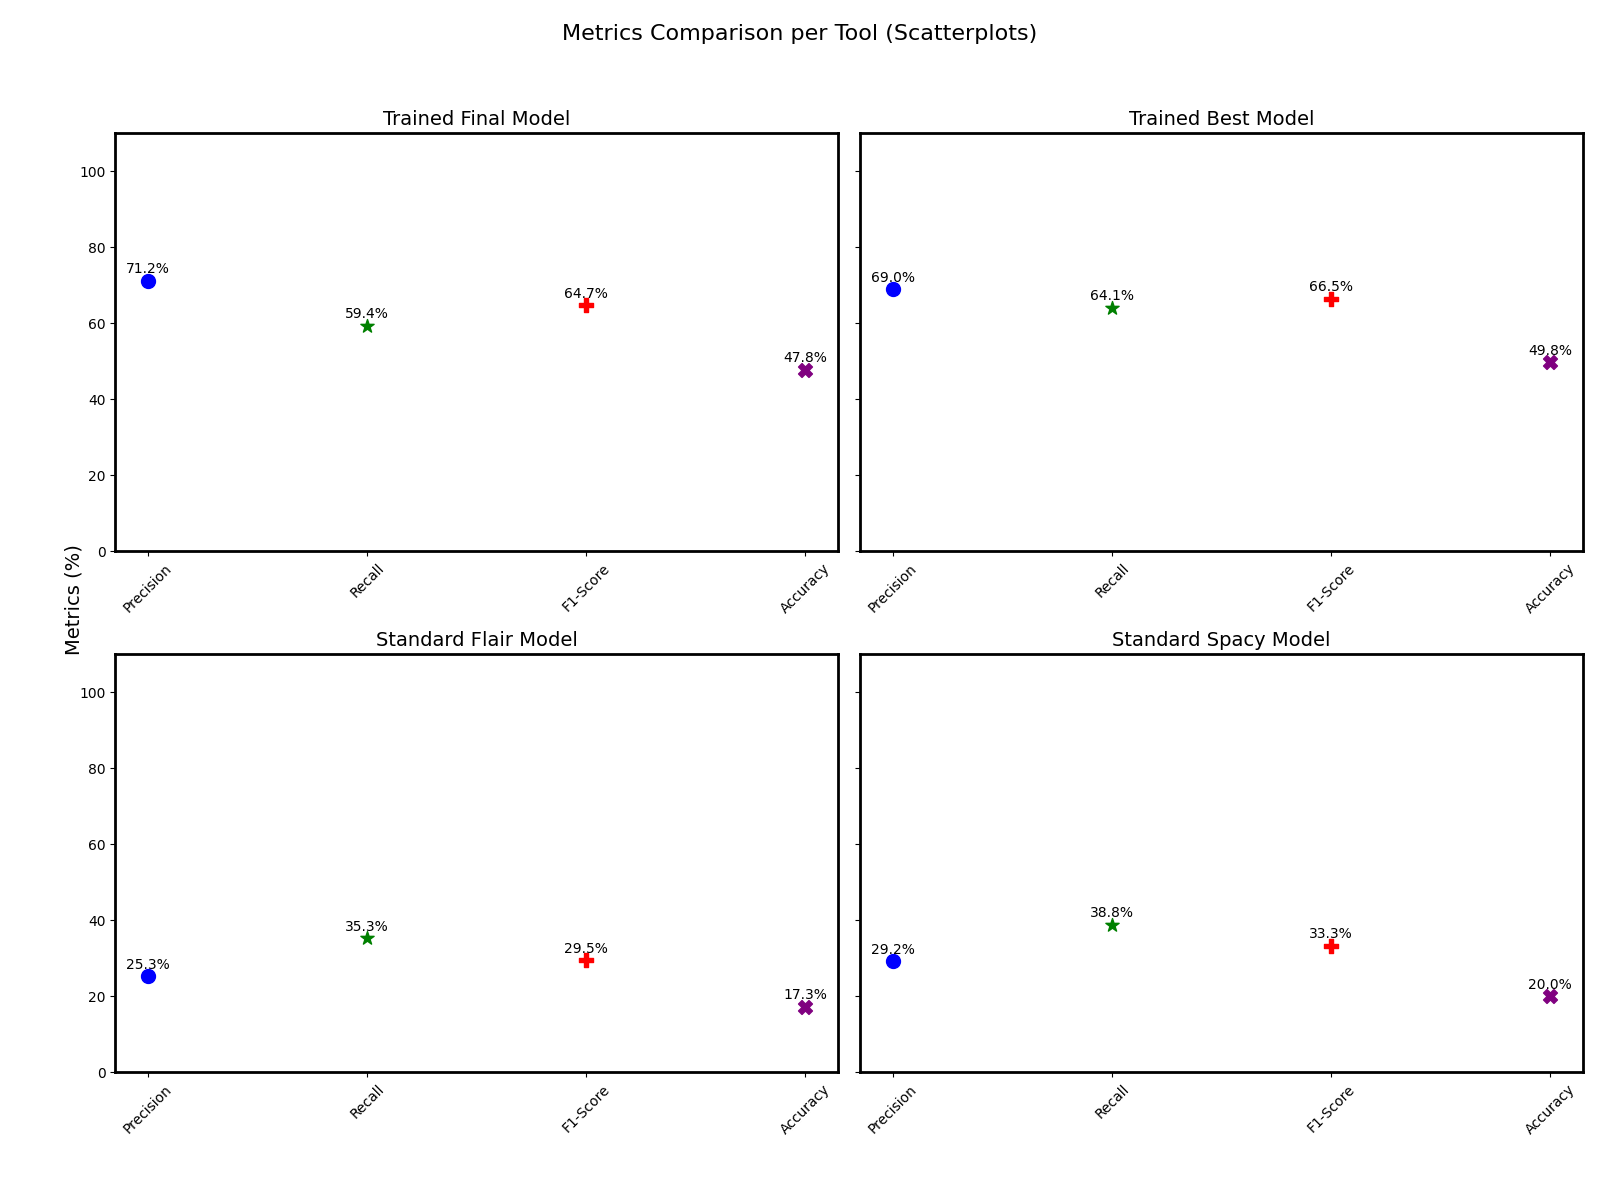 Metrics Comparison per Tool (Scatterplots)
Metrics (%)
Trained Final Model
100
80
60
40
20
0
71.2%
59.4%
64.7%
47.8%
Precision
Recall
F1-Score
Accuracy
Trained Best Model
69.0%
64.1%
66.5%
49.8%
Precision
Recall
F1-Score
Accuracy
Standard Flair Model
100
80
60
40
20
0
25.3%
35.3%
29.5%
17.3%
Precision
Recall
F1-Score
Accuracy
Standard Spacy Model
29.2%
38.8%
33.3%
20.0%
Precision
Recall
F1-Score
Accuracy